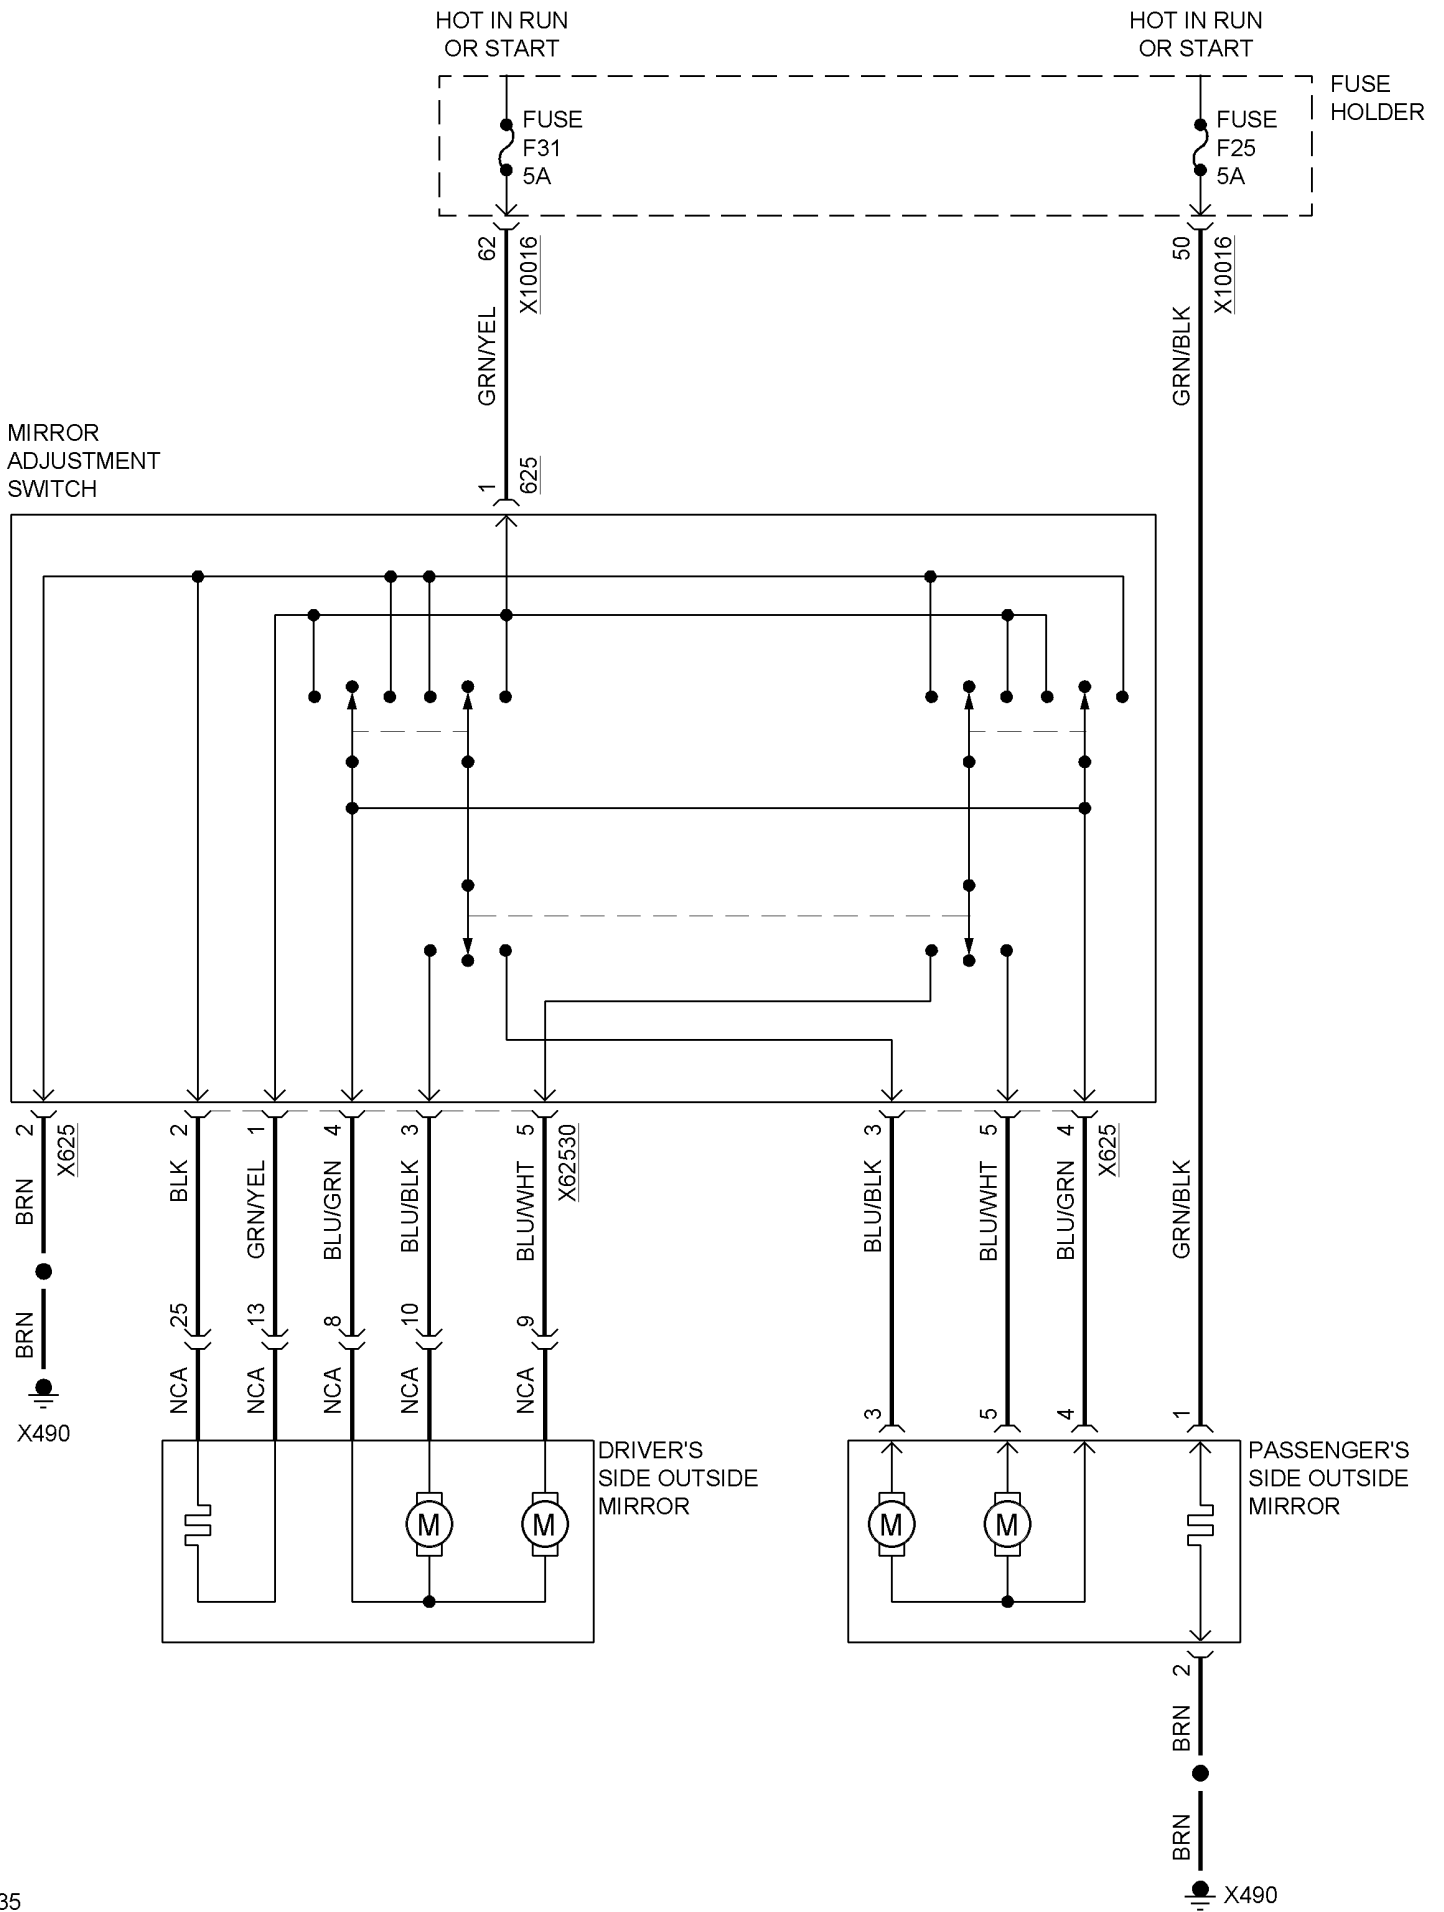 HOT IN RUN
OR START
HOT IN RUN
OR START
FUSE
HOLDER
FUSE
F31
5A
FUSE
F25
5A
62
X10016
50
X10016
GRN/YEL
GRN/BLK
MIRROR
ADJUSTMENT
SWITCH
1
625
2
X625
2
1
4
3
5
X62530
3
5
4
X625
BRN
BLK
GRN/YEL
BLU/GRN
BLU/BLK
BLU/WHT
BLU/BLK
BLU/WHT
BLU/GRN
GRN/BLK
BRN
25
13
8
10
9
NCA
NCA
NCA
NCA
NCA
3
5
4
1
X490
DRIVER'S
SIDE OUTSIDE
MIRROR
PASSENGER'S
SIDE OUTSIDE
MIRROR
M
M
M
M
2
BRN
BRN
X490
35